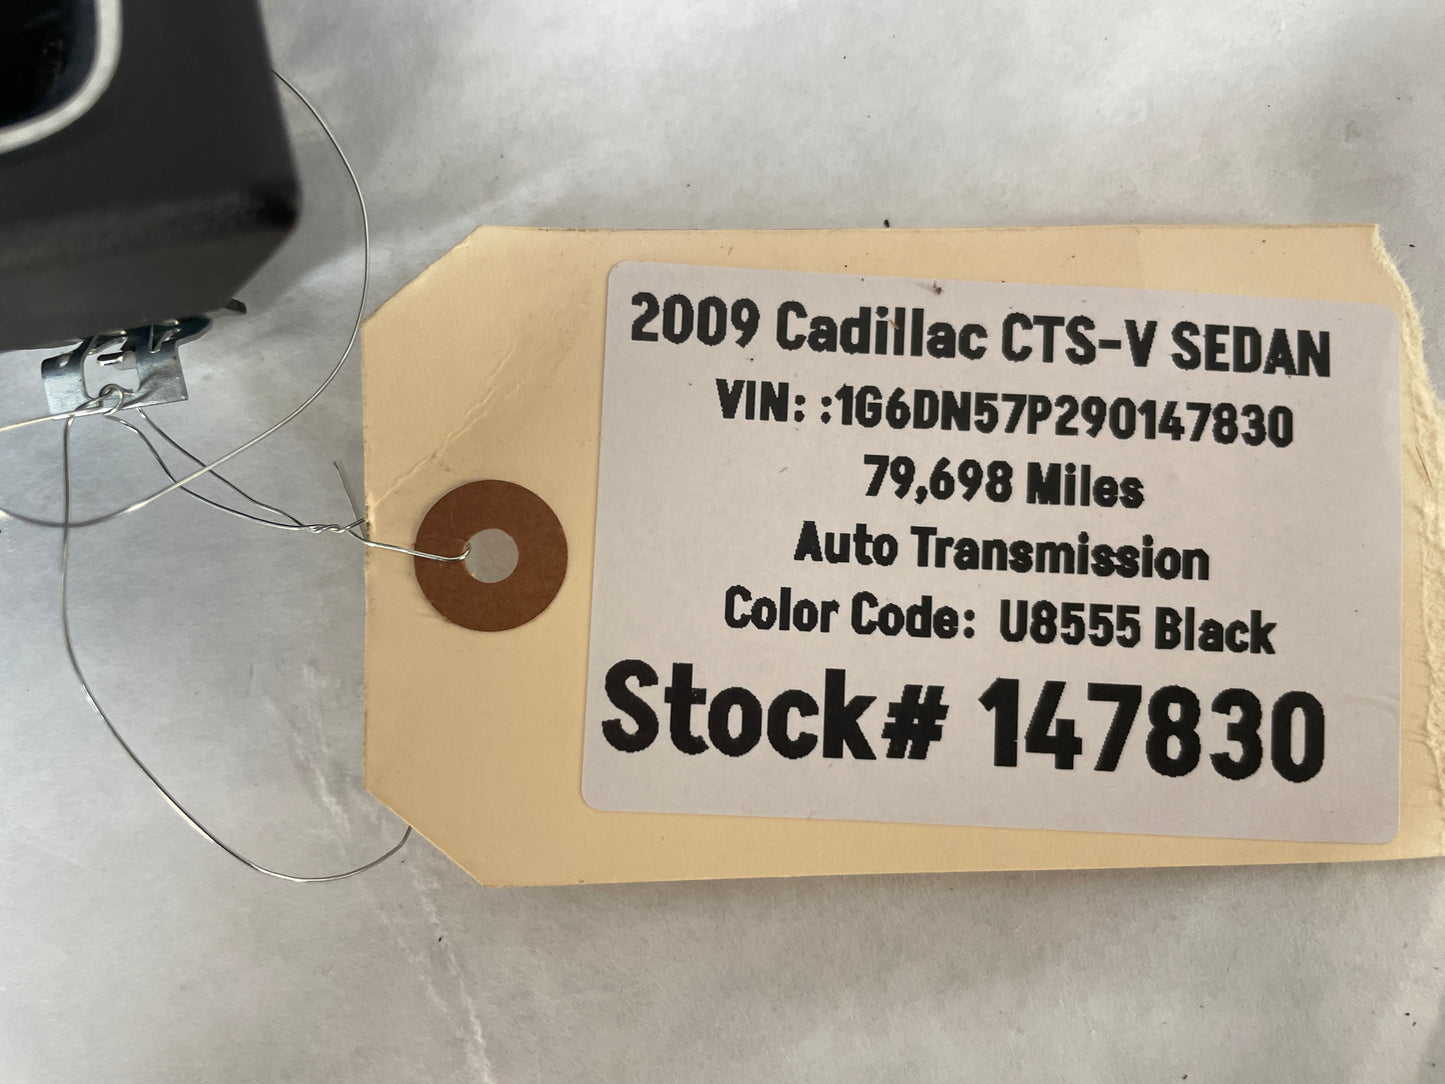 2009 Cadillac CTS-V SEDAN
VIN: :1G6DN57P290147830
79,698 Miles
Auto Transmission
Color Code: U8555 Black
Stock# 147830